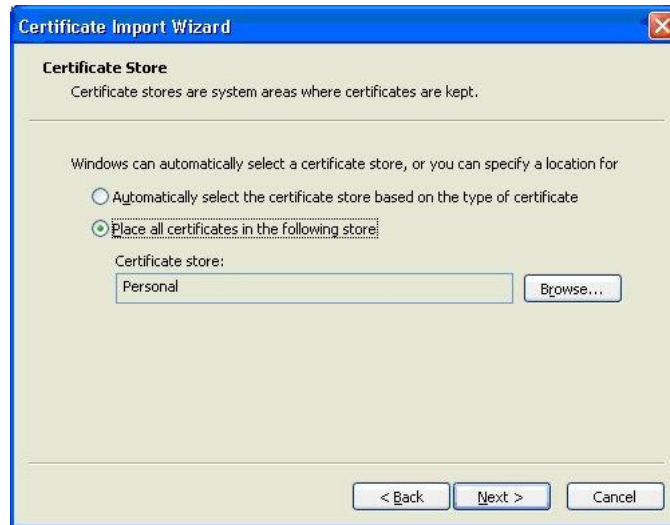 Certificate Import Wizard
Certificate Store
Certificate stores are system areas where certificates are kept.
Windows can automatically select a certificate store, or you can specify a location for
Automatically select the certificate store based on the type of certificate
Place all certificates in the following store
Certificate store:
Personal
Browse...
< Back
Next >
Cancel